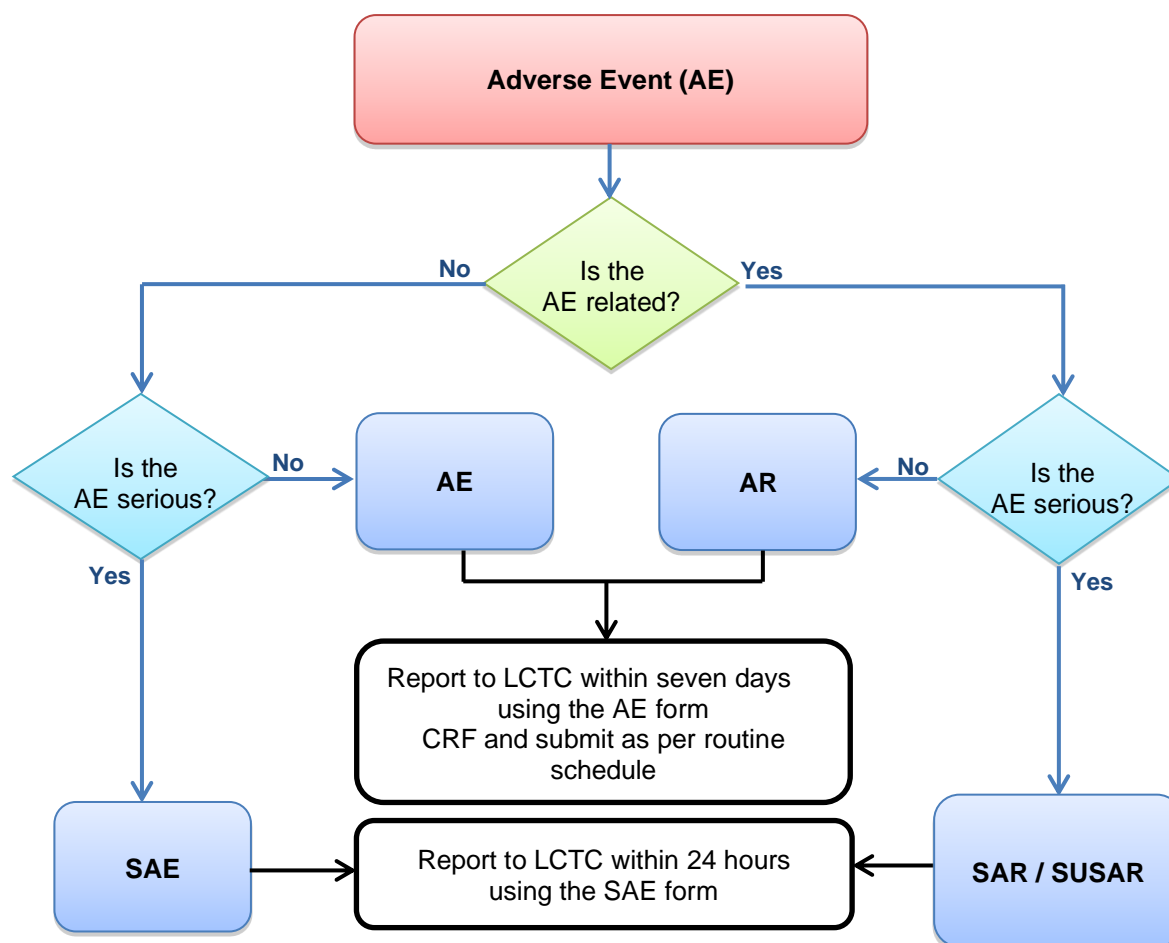 Adverse Event (AE)
No
Yes
Is the
AE related?
Is the
AE serious?
No
AE
AR
No
Is the
AE serious?
Yes
Yes
Report to LCTC within seven days
using the AE form
CRF and submit as per routine
schedule
SAE
Report to LCTC within 24 hours
using the SAE form
SAR / SUSAR